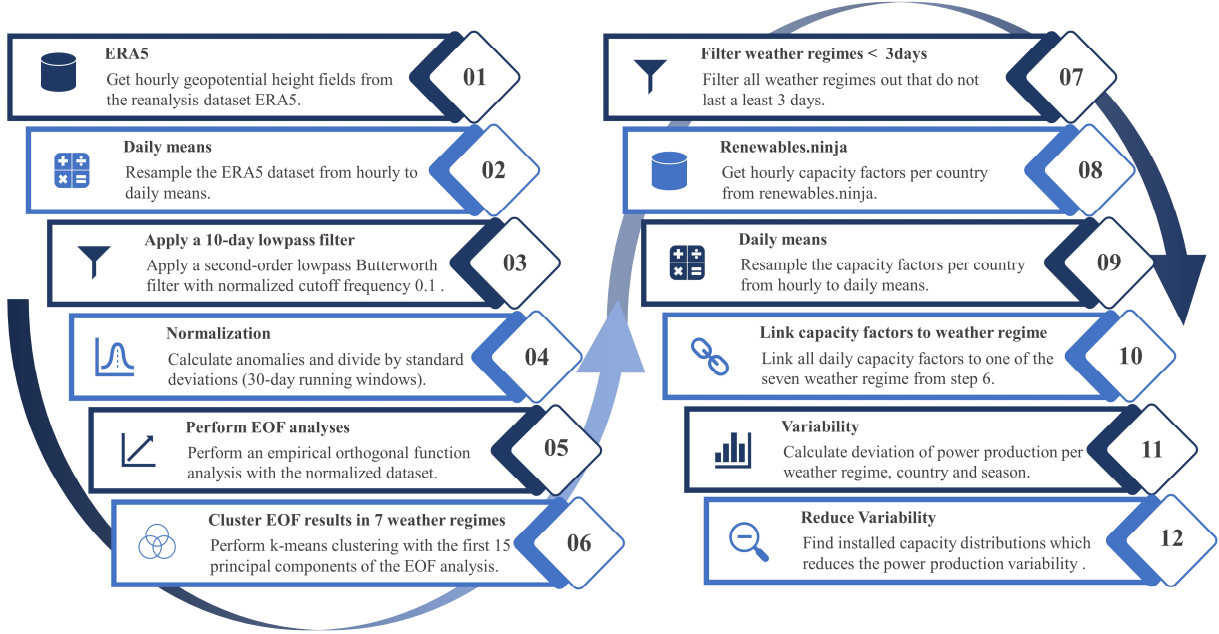 ERA5
Get hourly geopotential height fields from
the reanalysis dataset ERA5.
01
Daily means
Resample the ERA5 dataset from hourly to
daily means.
02
Apply a 10-day lowpass filter
Apply a second-order lowpass Butterworth
filter with normalized cutoff frequency 0.1 .
03
Normalization
Calculate anomalies and divide by standard
deviations (30-day running windows).
04
Perform EOF analyses
Perform an empirical orthogonal function
analysis with the normalized dataset.
05
Cluster EOF results in 7 weather regimes
Perform k-means clustering with the first 15
principal components of the EOF analysis.
06
Filter weather regimes < 3days
Filter all weather regimes out that do not
last a least 3 days.
07
Renewables.ninja
Get hourly capacity factors per country
from renewables.ninja.
08
Daily means
Resample the capacity factors per country
from hourly to daily means.
09
Link capacity factors to weather regime
Link all daily capacity factors to one of the
seven weather regime from step 6.
10
Variability
Calculate deviation of power production per
weather regime, country and season.
11
Reduce Variability
Find installed capacity distributions which
reduces the power production variability .
12